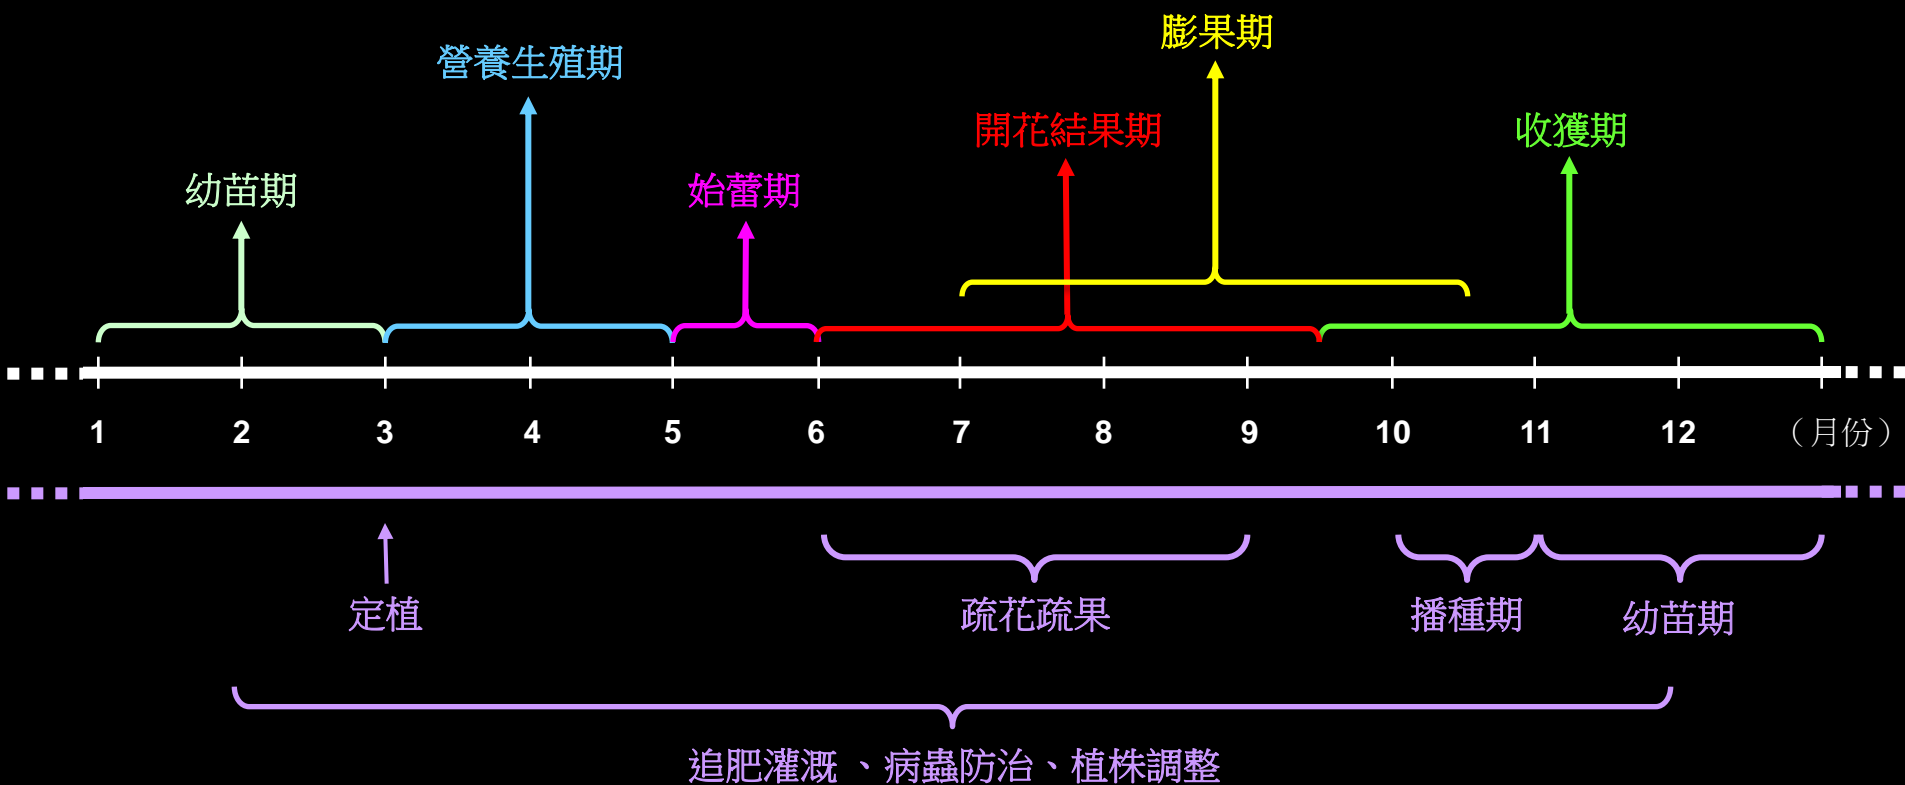 膨果期
營養生殖期
開花結果期
收獲期
幼苗期
始蕾期
1 2 3 4 5 6 7 8 9 10 11 12 （月份）
定植
疏花疏果
播種期
幼苗期
追肥灌溉、病蟲防治、植株調整